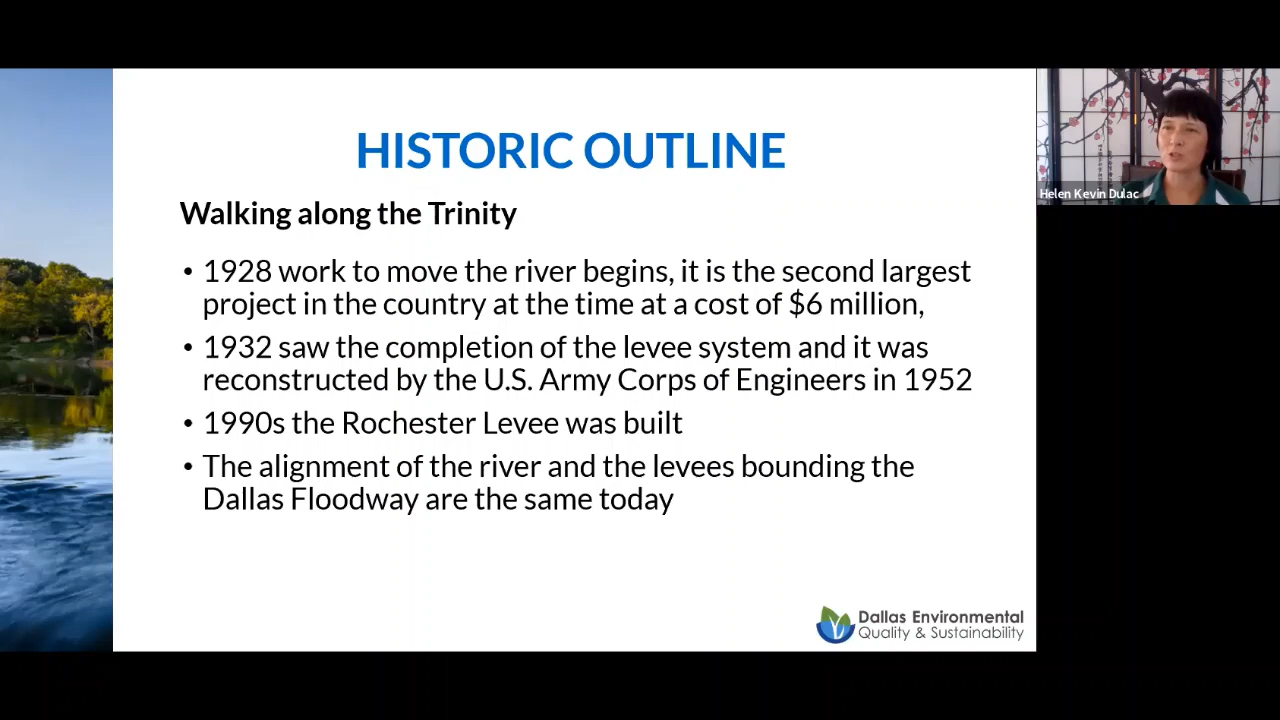 HISTORIC OUTLINE
Walking along the Trinity
• 1928 work to move the river begins, it is the second largest
project in the country at the time at a cost of $6 million,
• 1932 saw the completion of the levee system and it was
reconstructed by the U.S. Army Corps of Engineers in 1952
• 1990s the Rochester Levee was built
• The alignment of the river and the levees bounding the
Dallas Floodway are the same today
Dallas Environmental
Quality & Sustainability
Helen Kevin Dulac